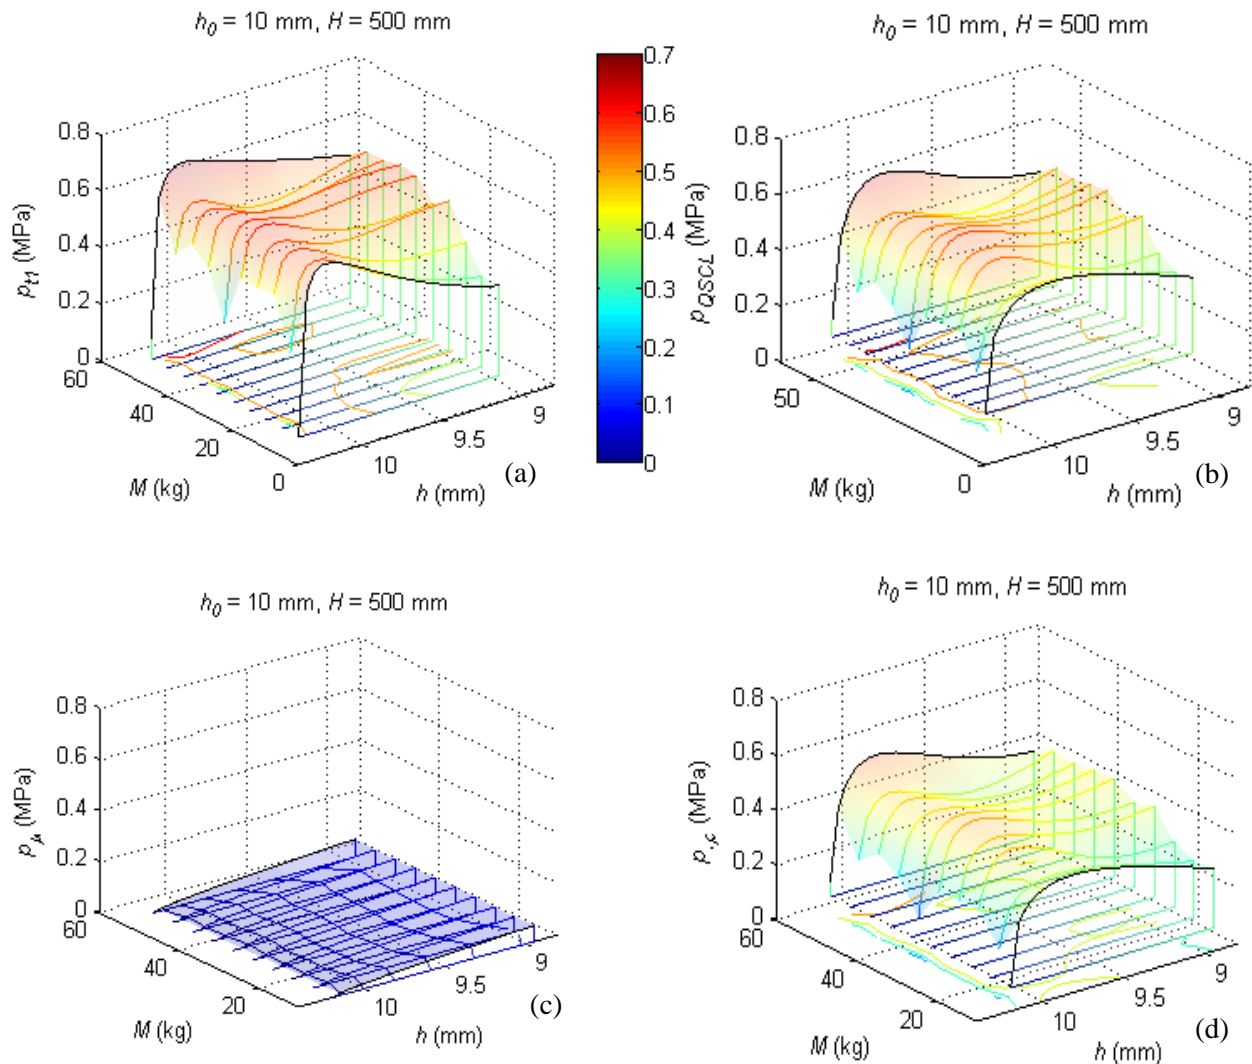 h0 = 10 mm, H = 500 mm
0.8
0.6
0.4
0.2
0
60
40
20
0
10
9.5
9
pt1 (MPa)
M (kg)
h (mm)
(a)
0.7
0.6
0.5
0.4
0.3
0.2
0.1
0
h0 = 10 mm, H = 500 mm
0.8
0.6
0.4
0.2
0
50
0
10
9.5
9
pQSCL (MPa)
M (kg)
h (mm)
(b)
h0 = 10 mm, H = 500 mm
0.8
0.6
0.4
0.2
0
60
40
20
10
9.5
9
pμ (MPa)
M (kg)
h (mm)
(c)
h0 = 10 mm, H = 500 mm
0.8
0.6
0.4
0.2
0
60
40
20
10
9.5
9
p,c (MPa)
M (kg)
h (mm)
(d)